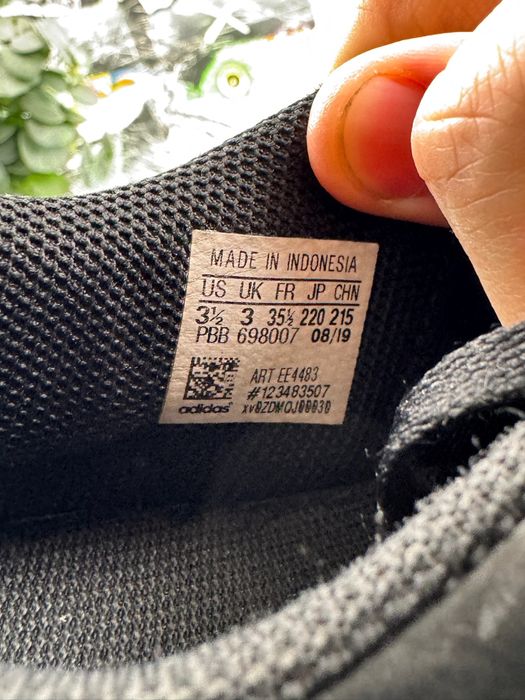 MADE IN INDONESIA
US UK FR JP CHN
3½ 3 35½ 220 215
PBB 698007 08/19
ART EE4483
#123483507
adidas